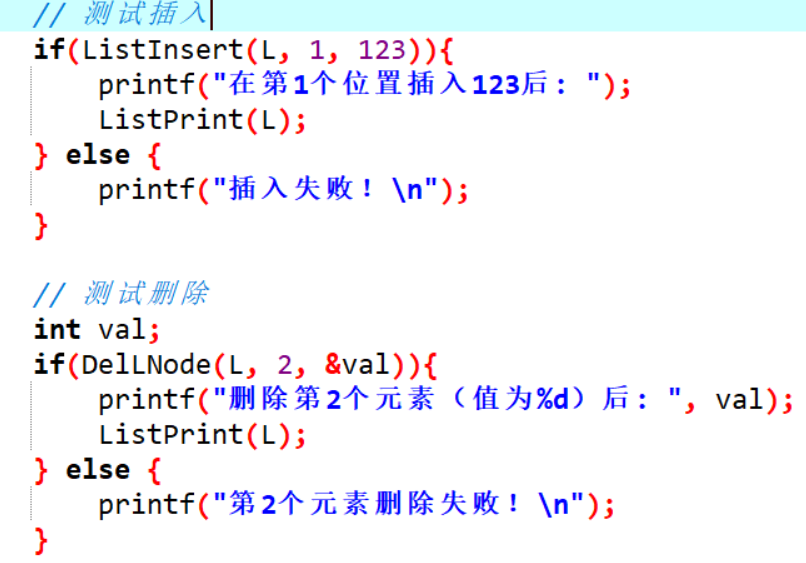 // 测试插入
if(ListInsert(L, 1, 123)){
    printf("在第1个位置插入123后: ");
    ListPrint(L);
} else {
    printf("插入失败! \n");
}

// 测试删除
int val;
if(DelLNode(L, 2, &val)){
    printf("删除第2个元素（值为%d）后: ", val);
    ListPrint(L);
} else {
    printf("第2个元素删除失败! \n");
}